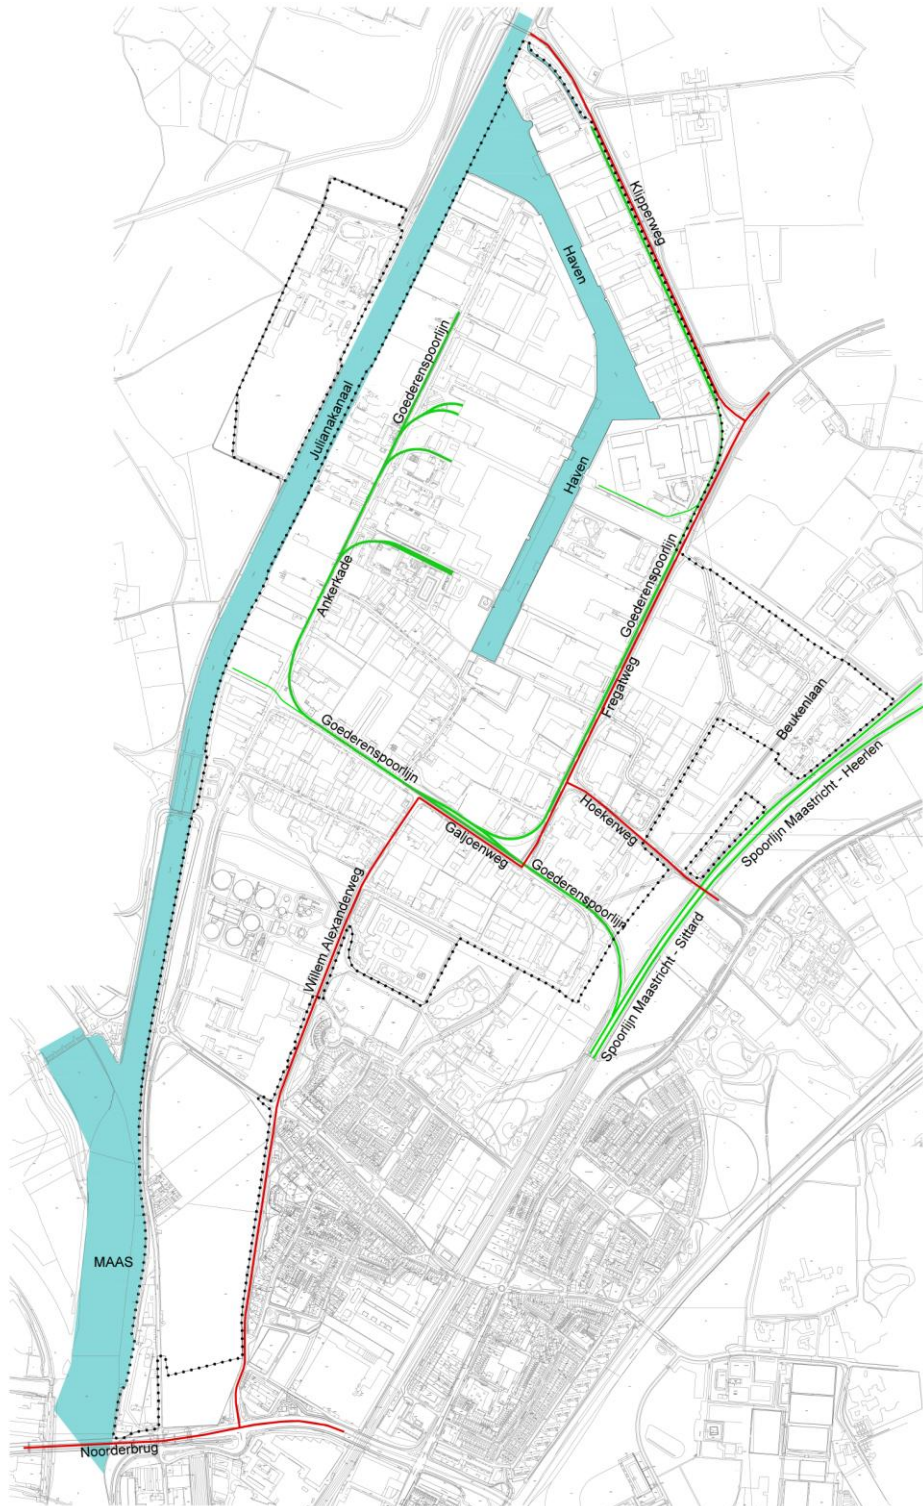 Klipperweg
Haven
Goederenspoorlijn
Julianakanaal
Haven
Goederenspoorlijn
Ankerkade
Fregatweg
Beukenlaan
Goederenspoorlijn
Spoorlijn Maastricht - Heerlen
Hoekerweg
Galjoenweg
Goederenspoorlijn
Willem Alexanderweg
Spoorlijn Maastricht - Sittard
MAAS
Noorderbrug